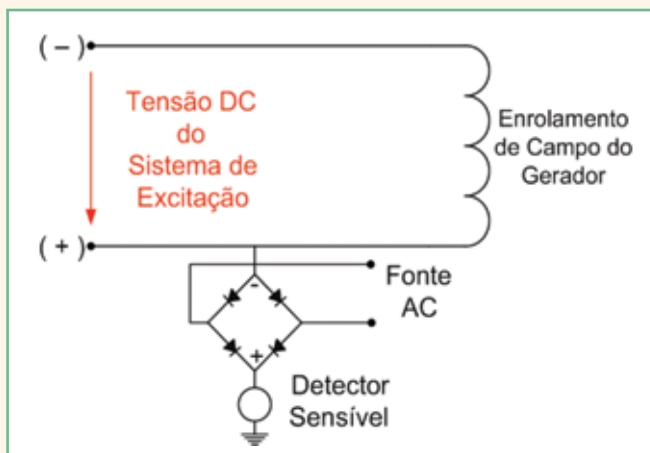 ( – )
Tensão DC
do
Sistema de
Excitação
Enrolamento
de Campo do
Gerador
( + )
-
Fonte
AC
+
Detector
Sensível